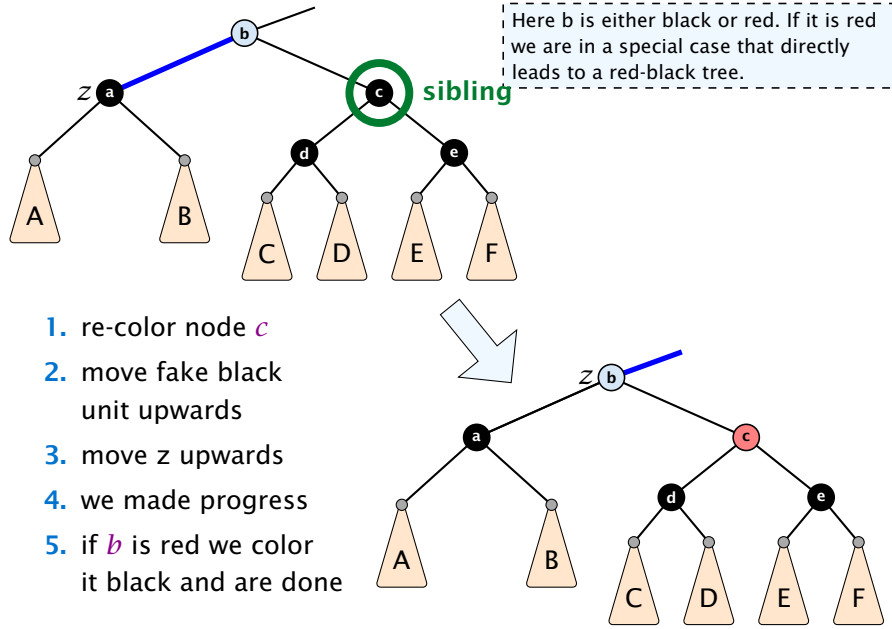 b
Here b is either black or red. If it is red
we are in a special case that directly
leads to a red-black tree.
z a
c
sibling
d
e
A
B
C
D
E
F
1. re-color node c
2. move fake black
unit upwards
3. move z upwards
4. we made progress
5. if b is red we color
it black and are done
z b
a
c
d
e
A
B
C
D
E
F